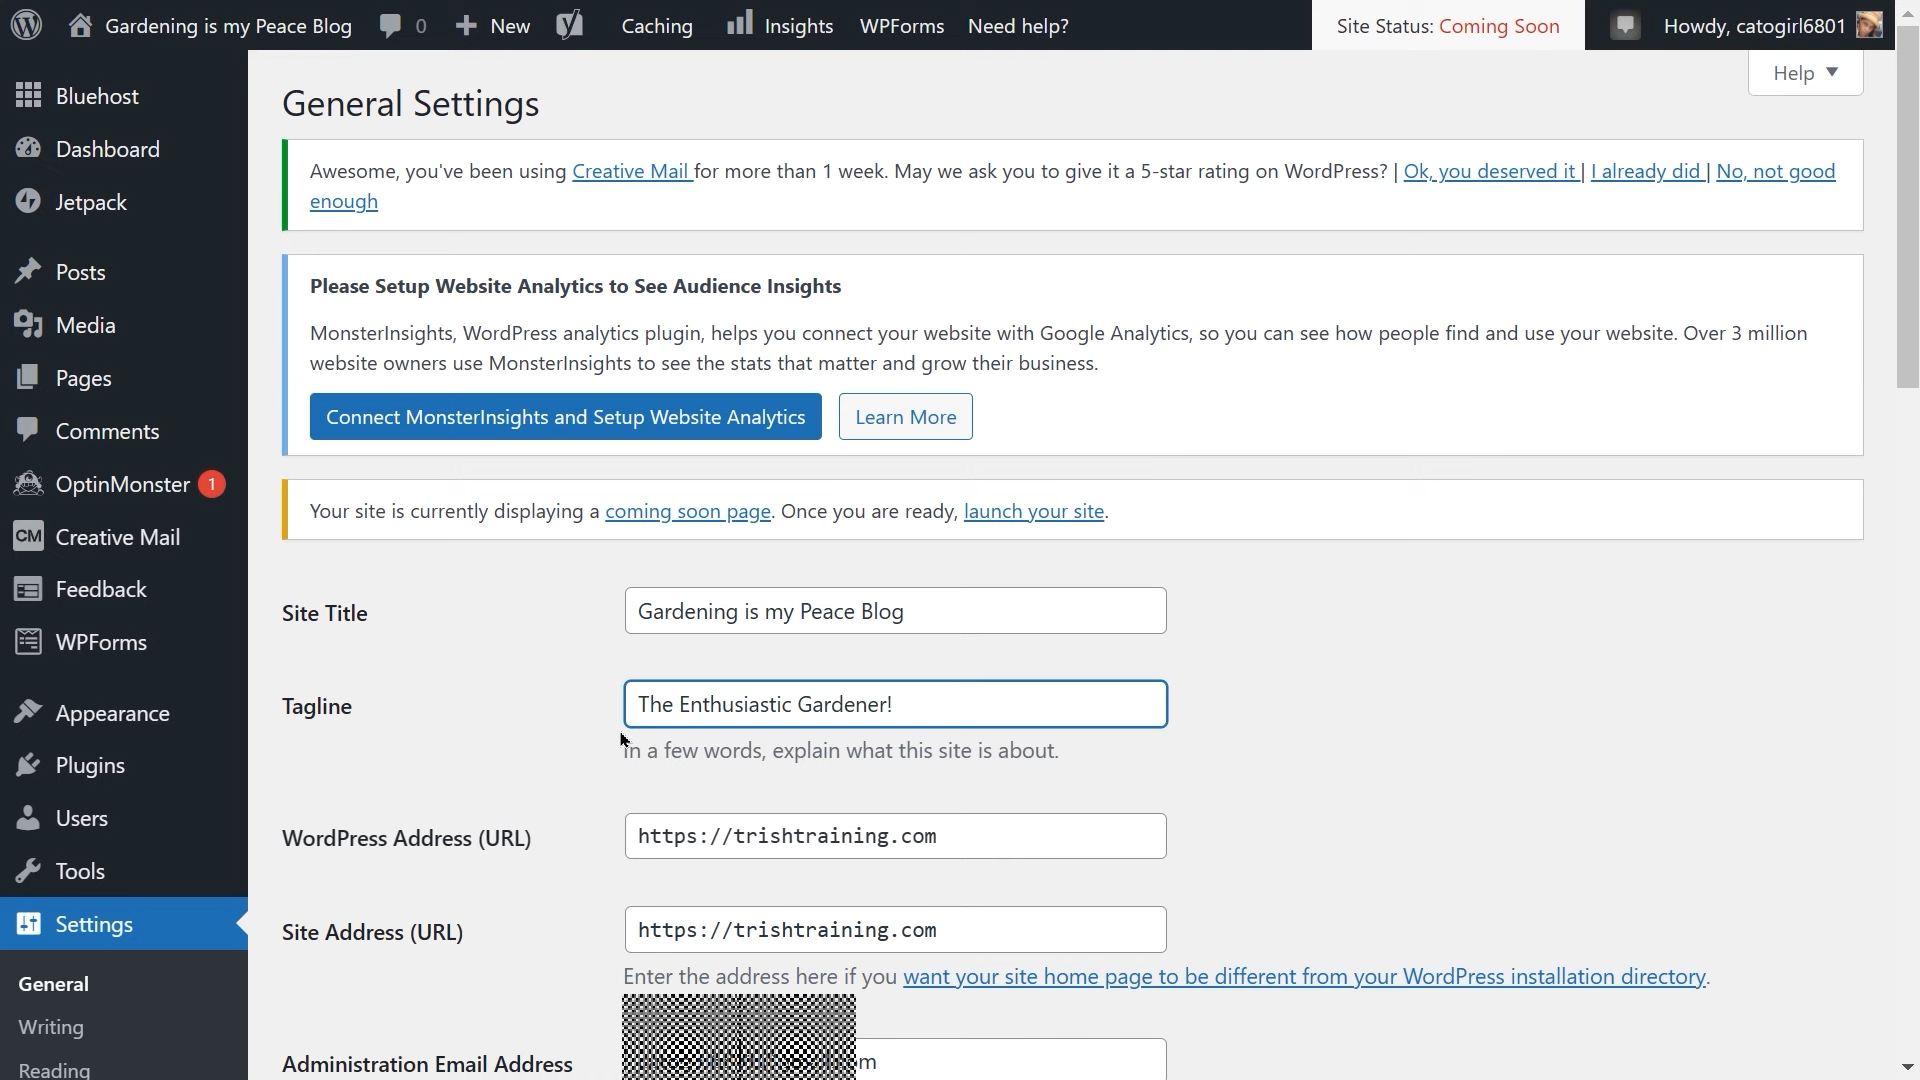 Gardening is my Peace Blog 0 New Caching Insights WPForms Need help? Site Status: Coming Soon Howdy, catogirl6801
Help
Bluehost
Dashboard
Jetpack
Posts
Media
Pages
Comments
OptinMonster 1
CM Creative Mail
Feedback
WPForms
Appearance
Plugins
Users
Tools
Settings
General
Writing
Reading
General Settings
Awesome, you've been using Creative Mail for more than 1 week. May we ask you to give it a 5-star rating on WordPress? | Ok, you deserved it | I already did | No, not good
enough
Please Setup Website Analytics to See Audience Insights
MonsterInsights, WordPress analytics plugin, helps you connect your website with Google Analytics, so you can see how people find and use your website. Over 3 million
website owners use MonsterInsights to see the stats that matter and grow their business.
Connect MonsterInsights and Setup Website Analytics Learn More
Your site is currently displaying a coming soon page. Once you are ready, launch your site.
Site Title Gardening is my Peace Blog
Tagline The Enthusiastic Gardener!
In a few words, explain what this site is about.
WordPress Address (URL) https://trishtraining.com
Site Address (URL) https://trishtraining.com
Enter the address here if you want your site home page to be different from your WordPress installation directory.
Administration Email Address